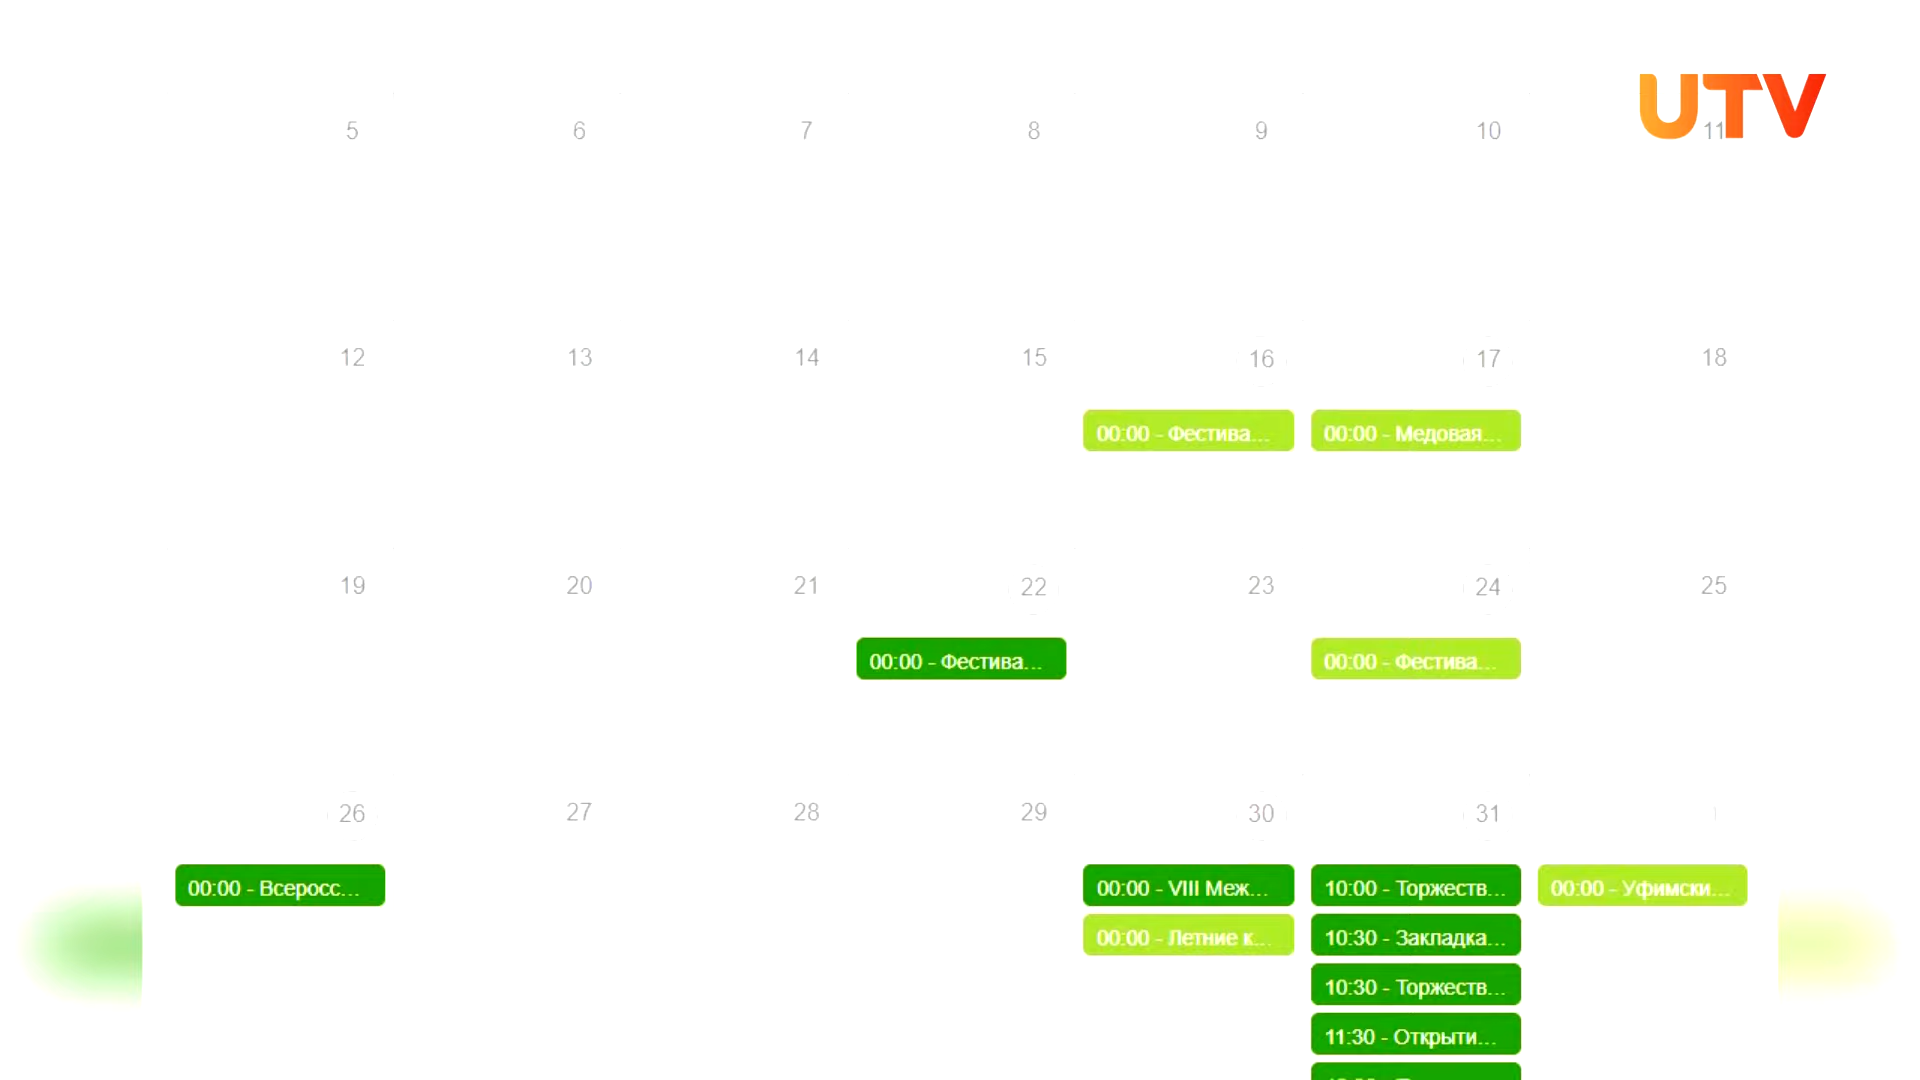 UTV
5 6 7 8 9 10 11
12 13 14 15 16 17 18
00:00 - Фестива... 00:00 - Медовая...
19 20 21 22 23 24 25
00:00 - Фестива... 00:00 - Фестива...
26 27 28 29 30 31
00:00 - Всеросс... 00:00 - VIII Меж... 10:00 - Торжеств... 00:00 - Уфимски...
00:00 - Летние к... 10:30 - Закладка...
10:30 - Торжеств...
11:30 - Открыти...